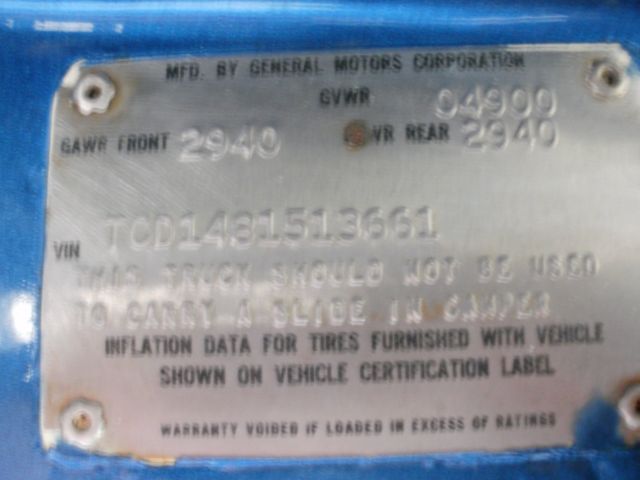 MFD. BY GENERAL MOTORS CORPORATION
GVWR 04900
GAWR FRONT 2940 VR REAR 2940
VIN TCD1481513661
THIS TRUCK SHOULD NOT BE USED
TO CARRY A SLIDE IN CAMPER
INFLATION DATA FOR TIRES FURNISHED WITH VEHICLE
SHOWN ON VEHICLE CERTIFICATION LABEL
WARRANTY VOIDED IF LOADED IN EXCESS OF RATINGS